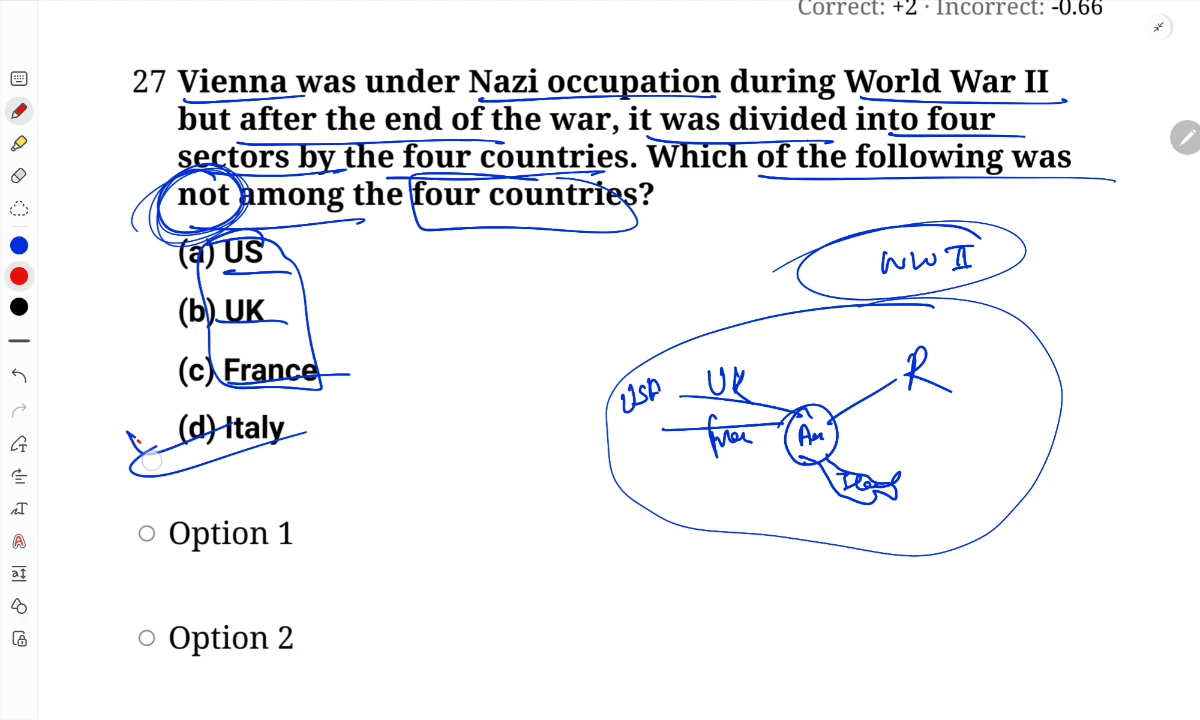 Correct: +2 · Incorrect: -0.66
27 Vienna was under Nazi occupation during World War II
but after the end of the war, it was divided into four
sectors by the four countries. Which of the following was
not among the four countries?
(a) US
WW II
(b) UK
(c) France
R
USA UK
(d) Italy
Option 1
Option 2